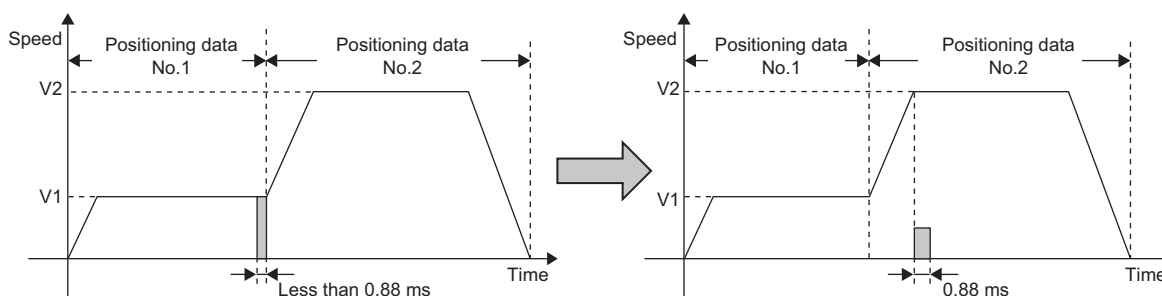 Speed
Positioning data
No.1
Positioning data
No.2
V2
V1
Time
Less than 0.88 ms
Speed
Positioning data
No.1
Positioning data
No.2
V2
V1
Time
0.88 ms